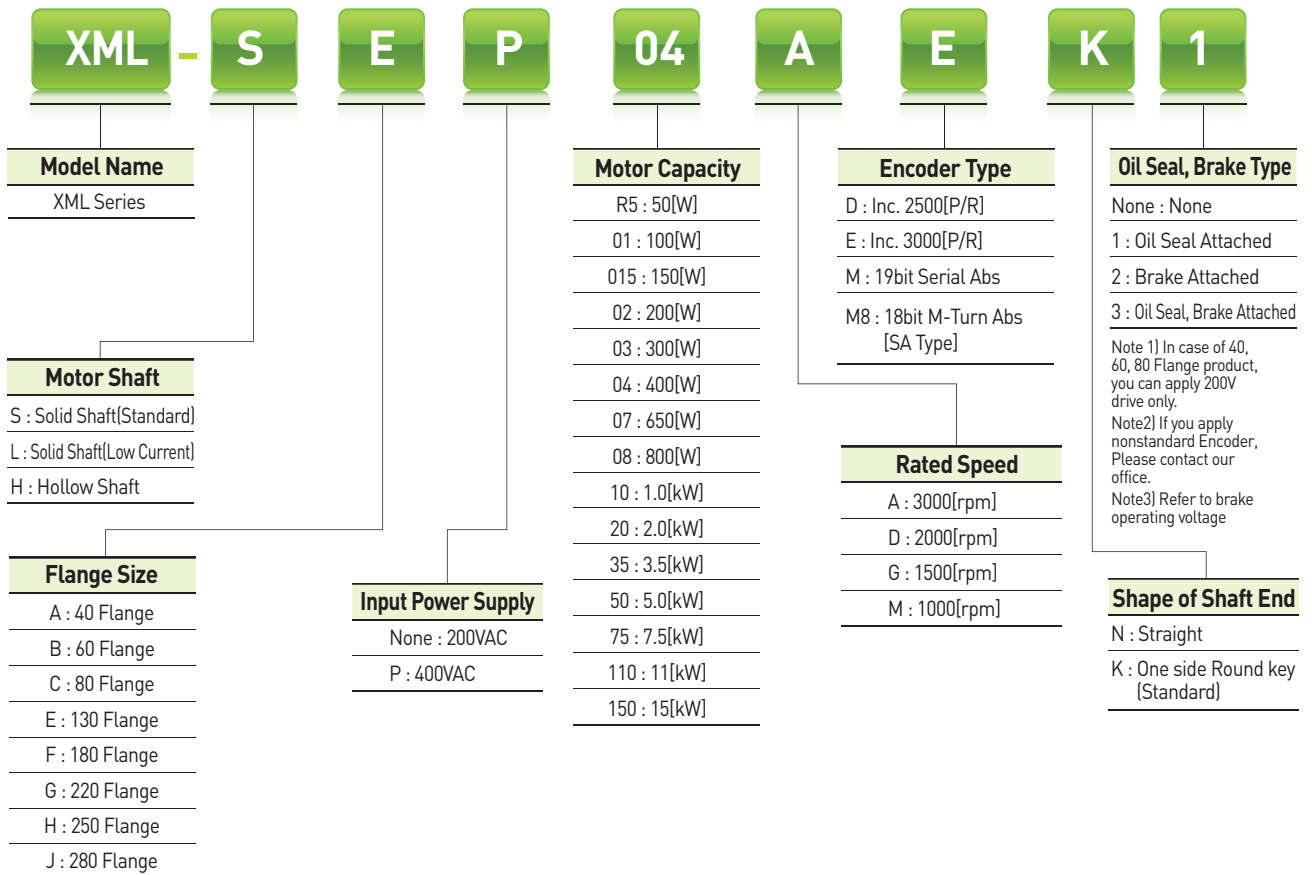 XML - S E P 04 A E K 1
Model Name
XML Series
Motor Shaft
S : Solid Shaft(Standard)
L : Solid Shaft(Low Current)
H : Hollow Shaft
Flange Size
A : 40 Flange
B : 60 Flange
C : 80 Flange
E : 130 Flange
F : 180 Flange
G : 220 Flange
H : 250 Flange
J : 280 Flange
Input Power Supply
None : 200VAC
P : 400VAC
Motor Capacity
R5 : 50[W]
01 : 100[W]
015 : 150[W]
02 : 200[W]
03 : 300[W]
04 : 400[W]
07 : 650[W]
08 : 800[W]
10 : 1.0[kW]
20 : 2.0[kW]
35 : 3.5[kW]
50 : 5.0[kW]
75 : 7.5[kW]
110 : 11[kW]
150 : 15[kW]
Encoder Type
D : Inc. 2500[P/R]
E : Inc. 3000[P/R]
M : 19bit Serial Abs
M8 : 18bit M-Turn Abs
[SA Type]
Rated Speed
A : 3000[rpm]
D : 2000[rpm]
G : 1500[rpm]
M : 1000[rpm]
Oil Seal, Brake Type
None : None
1 : Oil Seal Attached
2 : Brake Attached
3 : Oil Seal, Brake Attached
Note 1) In case of 40,
60, 80 Flange product,
you can apply 200V
drive only.
Note2) If you apply
nonstandard Encoder,
Please contact our
office.
Note3) Refer to brake
operating voltage
Shape of Shaft End
N : Straight
K : One side Round key
(Standard)